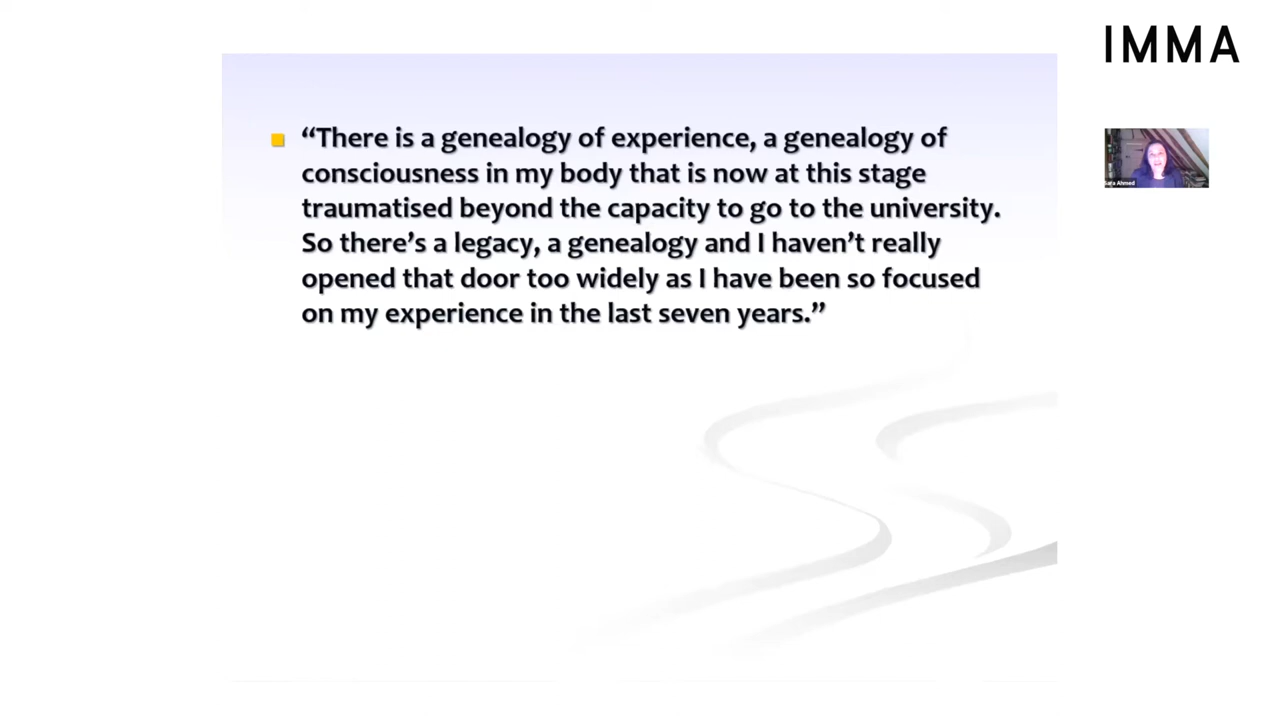 IMMA
“There is a genealogy of experience, a genealogy of
consciousness in my body that is now at this stage
traumatised beyond the capacity to go to the university.
So there’s a legacy, a genealogy and I haven’t really
opened that door too widely as I have been so focused
on my experience in the last seven years.”
Sara Ahmed